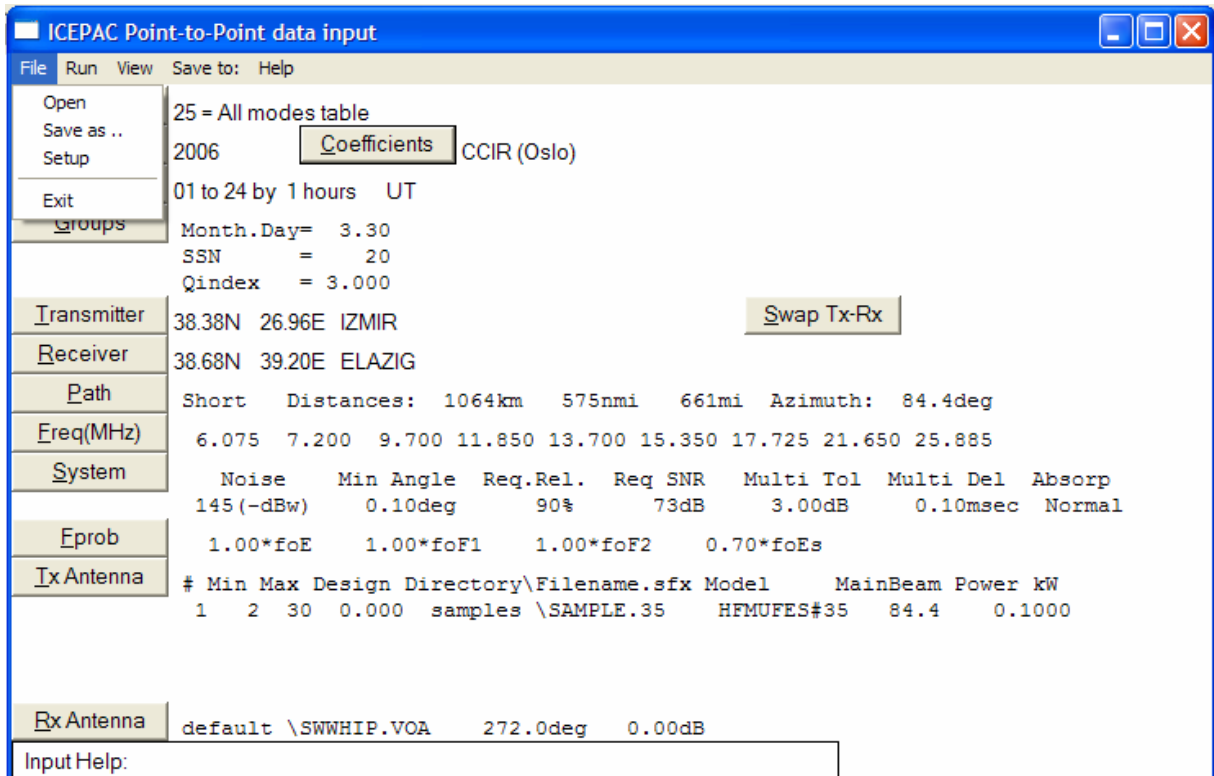 ICEPAC Point-to-Point data input
File Run View Save to: Help
Open
Save as ..
Setup
Exit
25 = All modes table
2006 Coefficients CCIR (Oslo)
01 to 24 by 1 hours UT
Groups
Month.Day= 3.30
SSN = 20
Qindex = 3.000
Transmitter 38.38N 26.96E IZMIR Swap Tx-Rx
Receiver 38.68N 39.20E ELAZIG
Path Short Distances: 1064km 575nmi 661mi Azimuth: 84.4deg
Freq(MHz) 6.075 7.200 9.700 11.850 13.700 15.350 17.725 21.650 25.885
System Noise Min Angle Req.Rel. Req SNR Multi Tol Multi Del Absorp
145(-dBw) 0.10deg 90% 73dB 3.00dB 0.10msec Normal
Fprob 1.00*foE 1.00*foF1 1.00*foF2 0.70*foEs
Tx Antenna # Min Max Design Directory\Filename.sfx Model MainBeam Power kW
1 2 30 0.000 samples \SAMPLE.35 HFMUFES#35 84.4 0.1000
Rx Antenna default \SWWHIP.VOA 272.0deg 0.00dB
Input Help: